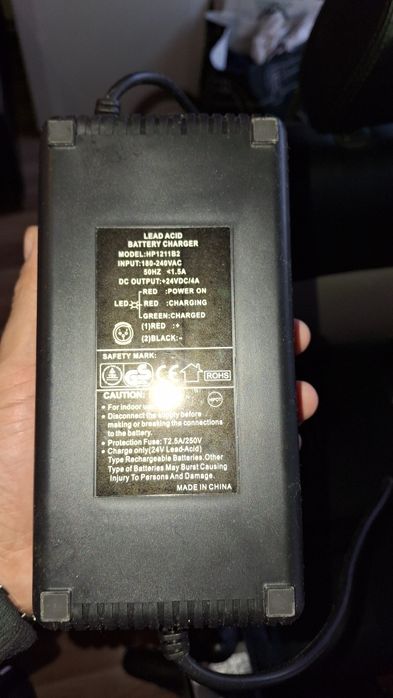 LEAD ACID
BATTERY CHARGER
MODEL:HP1211B2
INPUT:180-240VAC
50HZ <1.5A
DC OUTPUT:+24VDC/4A
RED :POWER ON
LED RED :CHARGING
GREEN:CHARGED
(1)RED :+
(2)BLACK:-
SAFETY MARK:
CE ROHS
CAUTION:
• For indoor
• Disconnect the supply before
making or breaking the connections
to the battery.
• Protection Fuse: T2.5A/250V
• Charge only(24V Lead-Acid)
Type Rechargeable Batteries.Other
Type of Batteries May Burst Causing
Injury To Persons And Damage.
MADE IN CHINA